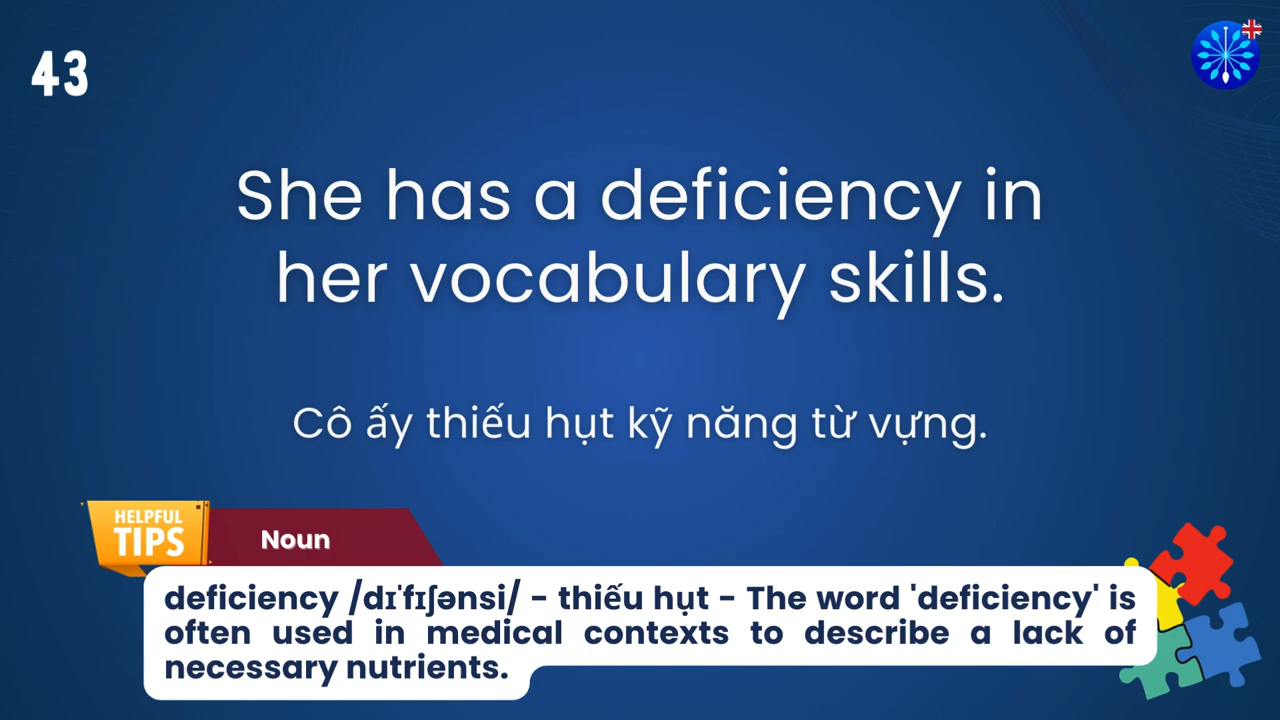 43
She has a deficiency in
her vocabulary skills.
Cô ấy thiếu hụt kỹ năng từ vựng.
HELPFUL
TIPS
Noun
deficiency /dɪˈfɪʃənsi/ - thiếu hụt - The word 'deficiency' is
often used in medical contexts to describe a lack of
necessary nutrients.